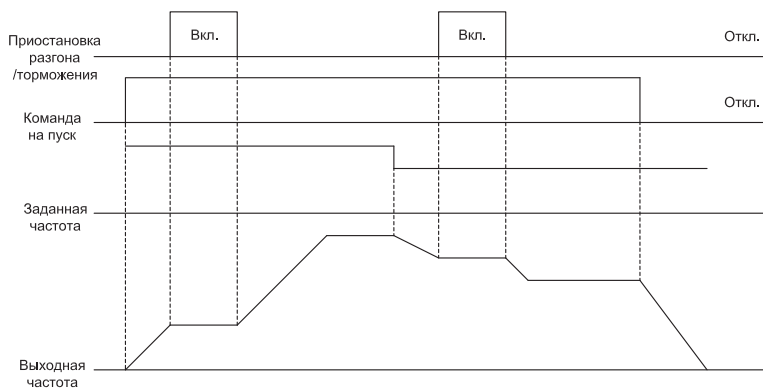 Вкл.
Вкл.
Откл.
Приостановка
разгона
/торможения
Откл.
Команда
на пуск
Заданная
частота
Выходная
частота